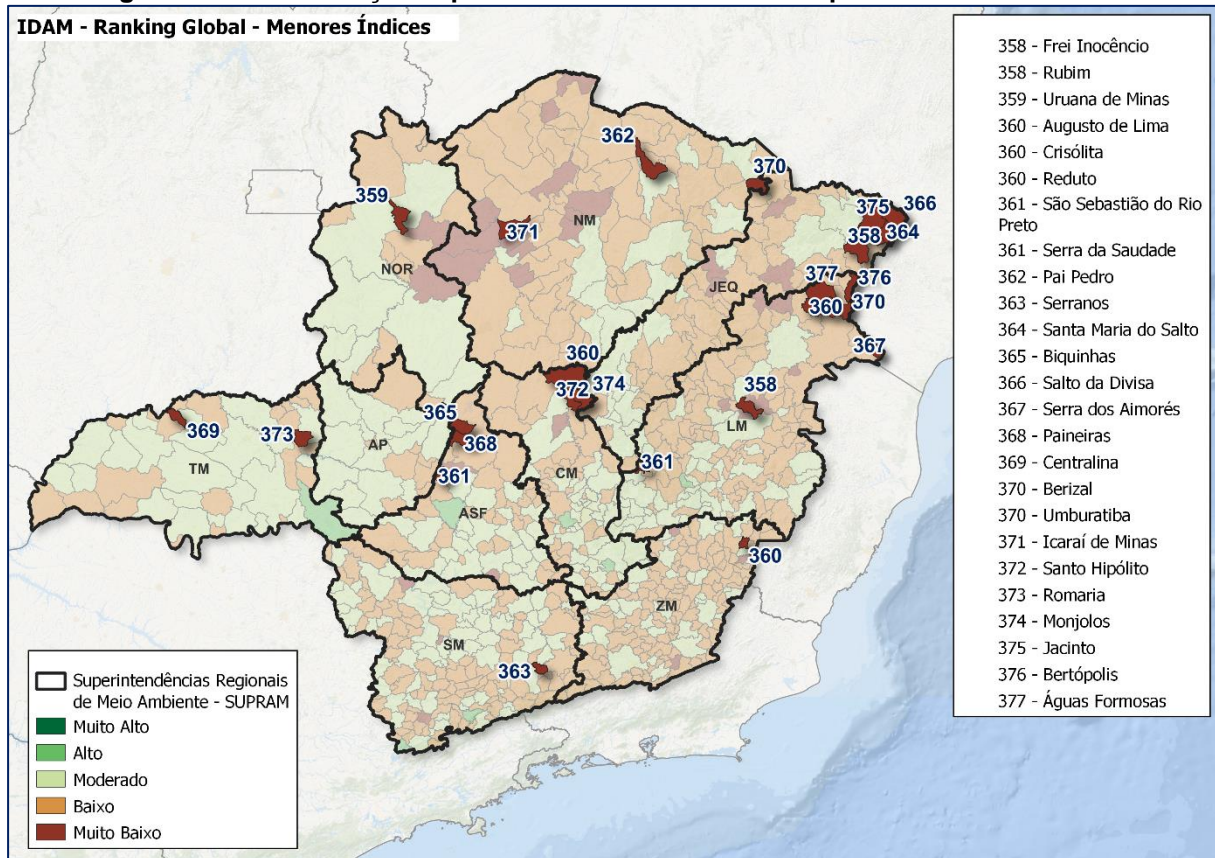 IDAM - Ranking Global - Menores Índices
358 - Frei Inocêncio
358 - Rubim
359 - Uruana de Minas
360 - Augusto de Lima
360 - Crisólita
360 - Reduto
361 - São Sebastião do Rio
Preto
361 - Serra da Saudade
362 - Pai Pedro
363 - Serranos
364 - Santa Maria do Salto
365 - Biquinhas
366 - Salto da Divisa
367 - Serra dos Aimorés
368 - Paineiras
369 - Centralina
370 - Berizal
370 - Umburatiba
371 - Icaraí de Minas
372 - Santo Hipólito
373 - Romaria
374 - Monjolos
375 - Jacinto
376 - Bertópolis
377 - Águas Formosas
362
370
359
375
366
371
NM
358
364
NOR
JEQ
377
376
360
370
367
360
372
374
358
365
LM
369
373
AP
368
TM
361
CM
361
ASF
360
ZM
SM
363
Superintendências Regionais
de Meio Ambiente - SUPRAM
Muito Alto
Alto
Moderado
Baixo
Muito Baixo